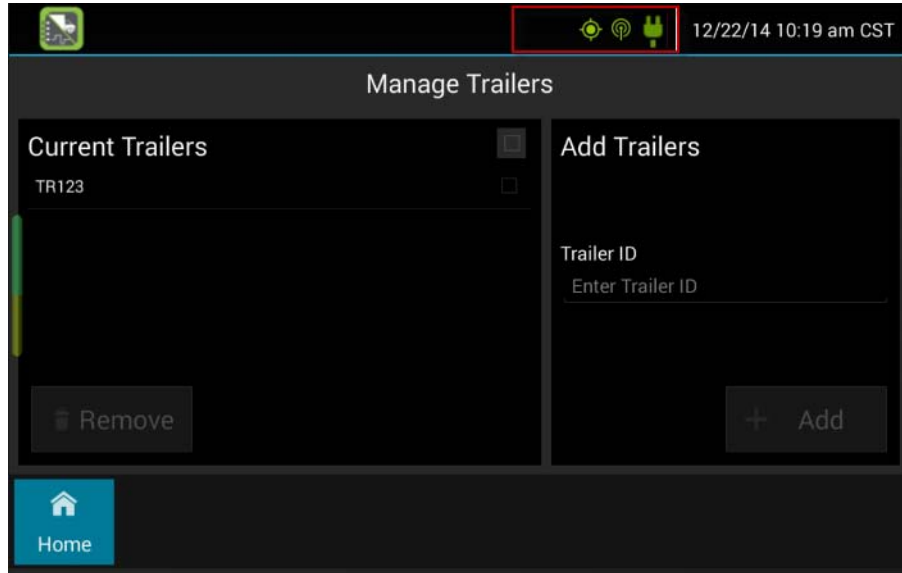 12/22/14 10:19 am CST
Manage Trailers
Current Trailers
TR123
Remove
Add Trailers
Trailer ID
Enter Trailer ID
Add
Home